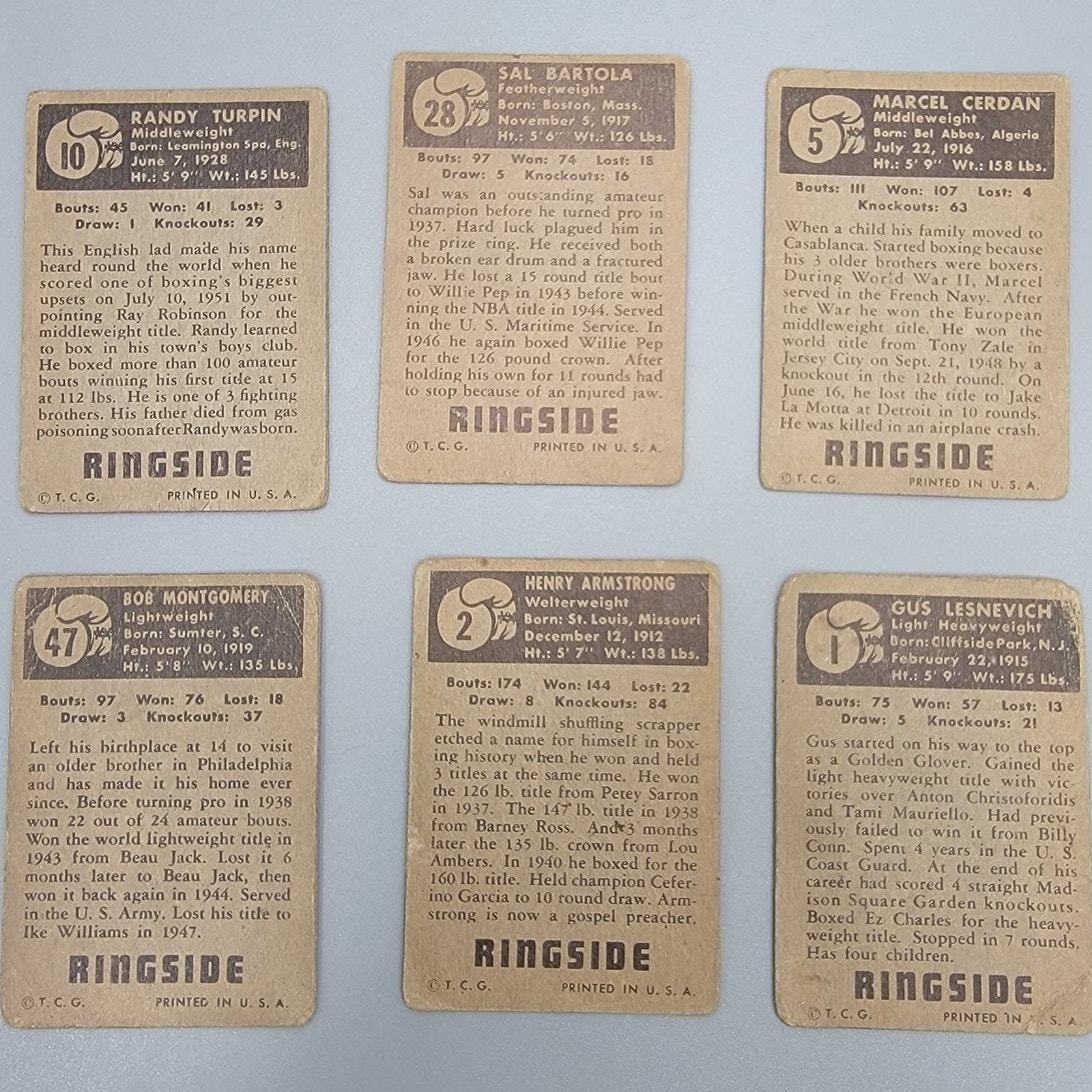 10
RANDY TURPIN
Middleweight
Born: Leamington Spa, Eng.
June 7, 1928
Ht.: 5' 9" Wt.: 145 Lbs.
Bouts: 45 Won: 41 Lost: 3
Draw: 1 Knockouts: 29
This English lad made his name
heard round the world when he
scored one of boxing's biggest
upsets on July 10, 1951 by out-
pointing Ray Robinson for the
middleweight title. Randy learned
to box in his town's boys club.
He boxed more than 100 amateur
bouts winning his first title at 15
at 112 lbs. He is one of 3 fighting
brothers. His father died from gas
poisoning soon after Randy was born.
RINGSIDE
© T. C. G. PRINTED IN U. S. A.
28
SAL BARTOLA
Featherweight
Born: Boston, Mass.
November 5, 1917
Ht.: 5' 6" Wt.: 126 Lbs.
Bouts: 97 Won: 74 Lost: 18
Draw: 5 Knockouts: 16
Sal was an outstanding amateur
champion before he turned pro in
1937. Hard luck plagued him in
the prize ring. He received both
a broken ear drum and a fractured
jaw. He lost a 15 round title bout
to Willie Pep in 1943 before win-
ning the NBA title in 1944. Served
in the U. S. Maritime Service. In
1946 he again boxed Willie Pep
for the 126 pound crown. After
holding his own for 11 rounds had
to stop because of an injured jaw.
RINGSIDE
© T. C. G. PRINTED IN U. S. A.
5
MARCEL CERDAN
Middleweight
Born: Bel Abbes, Algeria
July 22, 1916
Ht.: 5' 9" Wt.: 158 Lbs.
Bouts: 111 Won: 107 Lost: 4
Knockouts: 63
When a child his family moved to
Casablanca. Started boxing because
his 3 older brothers were boxers.
During World War II, Marcel
served in the French Navy. After
the War he won the European
middleweight title. He won the
world title from Tony Zale in
Jersey City on Sept. 21, 1948 by a
knockout in the 12th round. On
June 16, he lost the title to Jake
La Motta at Detroit in 10 rounds.
He was killed in an airplane crash.
RINGSIDE
© T. C. G. PRINTED IN U. S. A.
47
BOB MONTGOMERY
Lightweight
Born: Sumter, S. C.
February 10, 1919
Ht.: 5' 8" Wt.: 135 Lbs.
Bouts: 97 Won: 76 Lost: 18
Draw: 3 Knockouts: 37
Left his birthplace at 14 to visit
an older brother in Philadelphia
and has made it his home ever
since. Before turning pro in 1938
won 22 out of 24 amateur bouts.
Won the world lightweight title in
1943 from Beau Jack. Lost it 6
months later to Beau Jack, then
won it back again in 1944. Served
in the U. S. Army. Lost his title to
Ike Williams in 1947.
RINGSIDE
© T. C. G. PRINTED IN U. S. A.
2
HENRY ARMSTRONG
Welterweight
Born: St. Louis, Missouri
December 12, 1912
Ht.: 5' 7" Wt.: 138 Lbs.
Bouts: 174 Won: 144 Lost: 22
Draw: 8 Knockouts: 84
The windmill shuffling scrapper
etched a name for himself in box-
ing history when he won and held
3 titles at the same time. He won
the 126 lb. title from Petey Sarron
in 1937. The 147 lb. title in 1938
from Barney Ross. And 3 months
later the 135 lb. crown from Lou
Ambers. In 1940 he boxed for the
160 lb. title. Held champion Cefer-
ino Garcia to 10 round draw. Arm-
strong is now a gospel preacher.
RINGSIDE
© T. C. G. PRINTED IN U. S. A.
1
GUS LESNEVICH
Light Heavyweight
Born: Cliffside Park, N. J.
February 22, 1915
Ht.: 5' 9" Wt.: 175 Lbs.
Bouts: 75 Won: 57 Lost: 13
Draw: 5 Knockouts: 21
Gus started on his way to the top
as a Golden Glover. Gained the
light heavyweight title with vic-
tories over Anton Christoforidis
and Tami Mauriello. Had previ-
ously failed to win it from Billy
Conn. Spent 4 years in the U. S.
Coast Guard. At the end of his
career had scored 4 straight Mad-
ison Square Garden knockouts.
Boxed Ez Charles for the heavy-
weight title. Stopped in 7 rounds.
Has four children.
RINGSIDE
© T. C. G. PRINTED IN U. S. A.